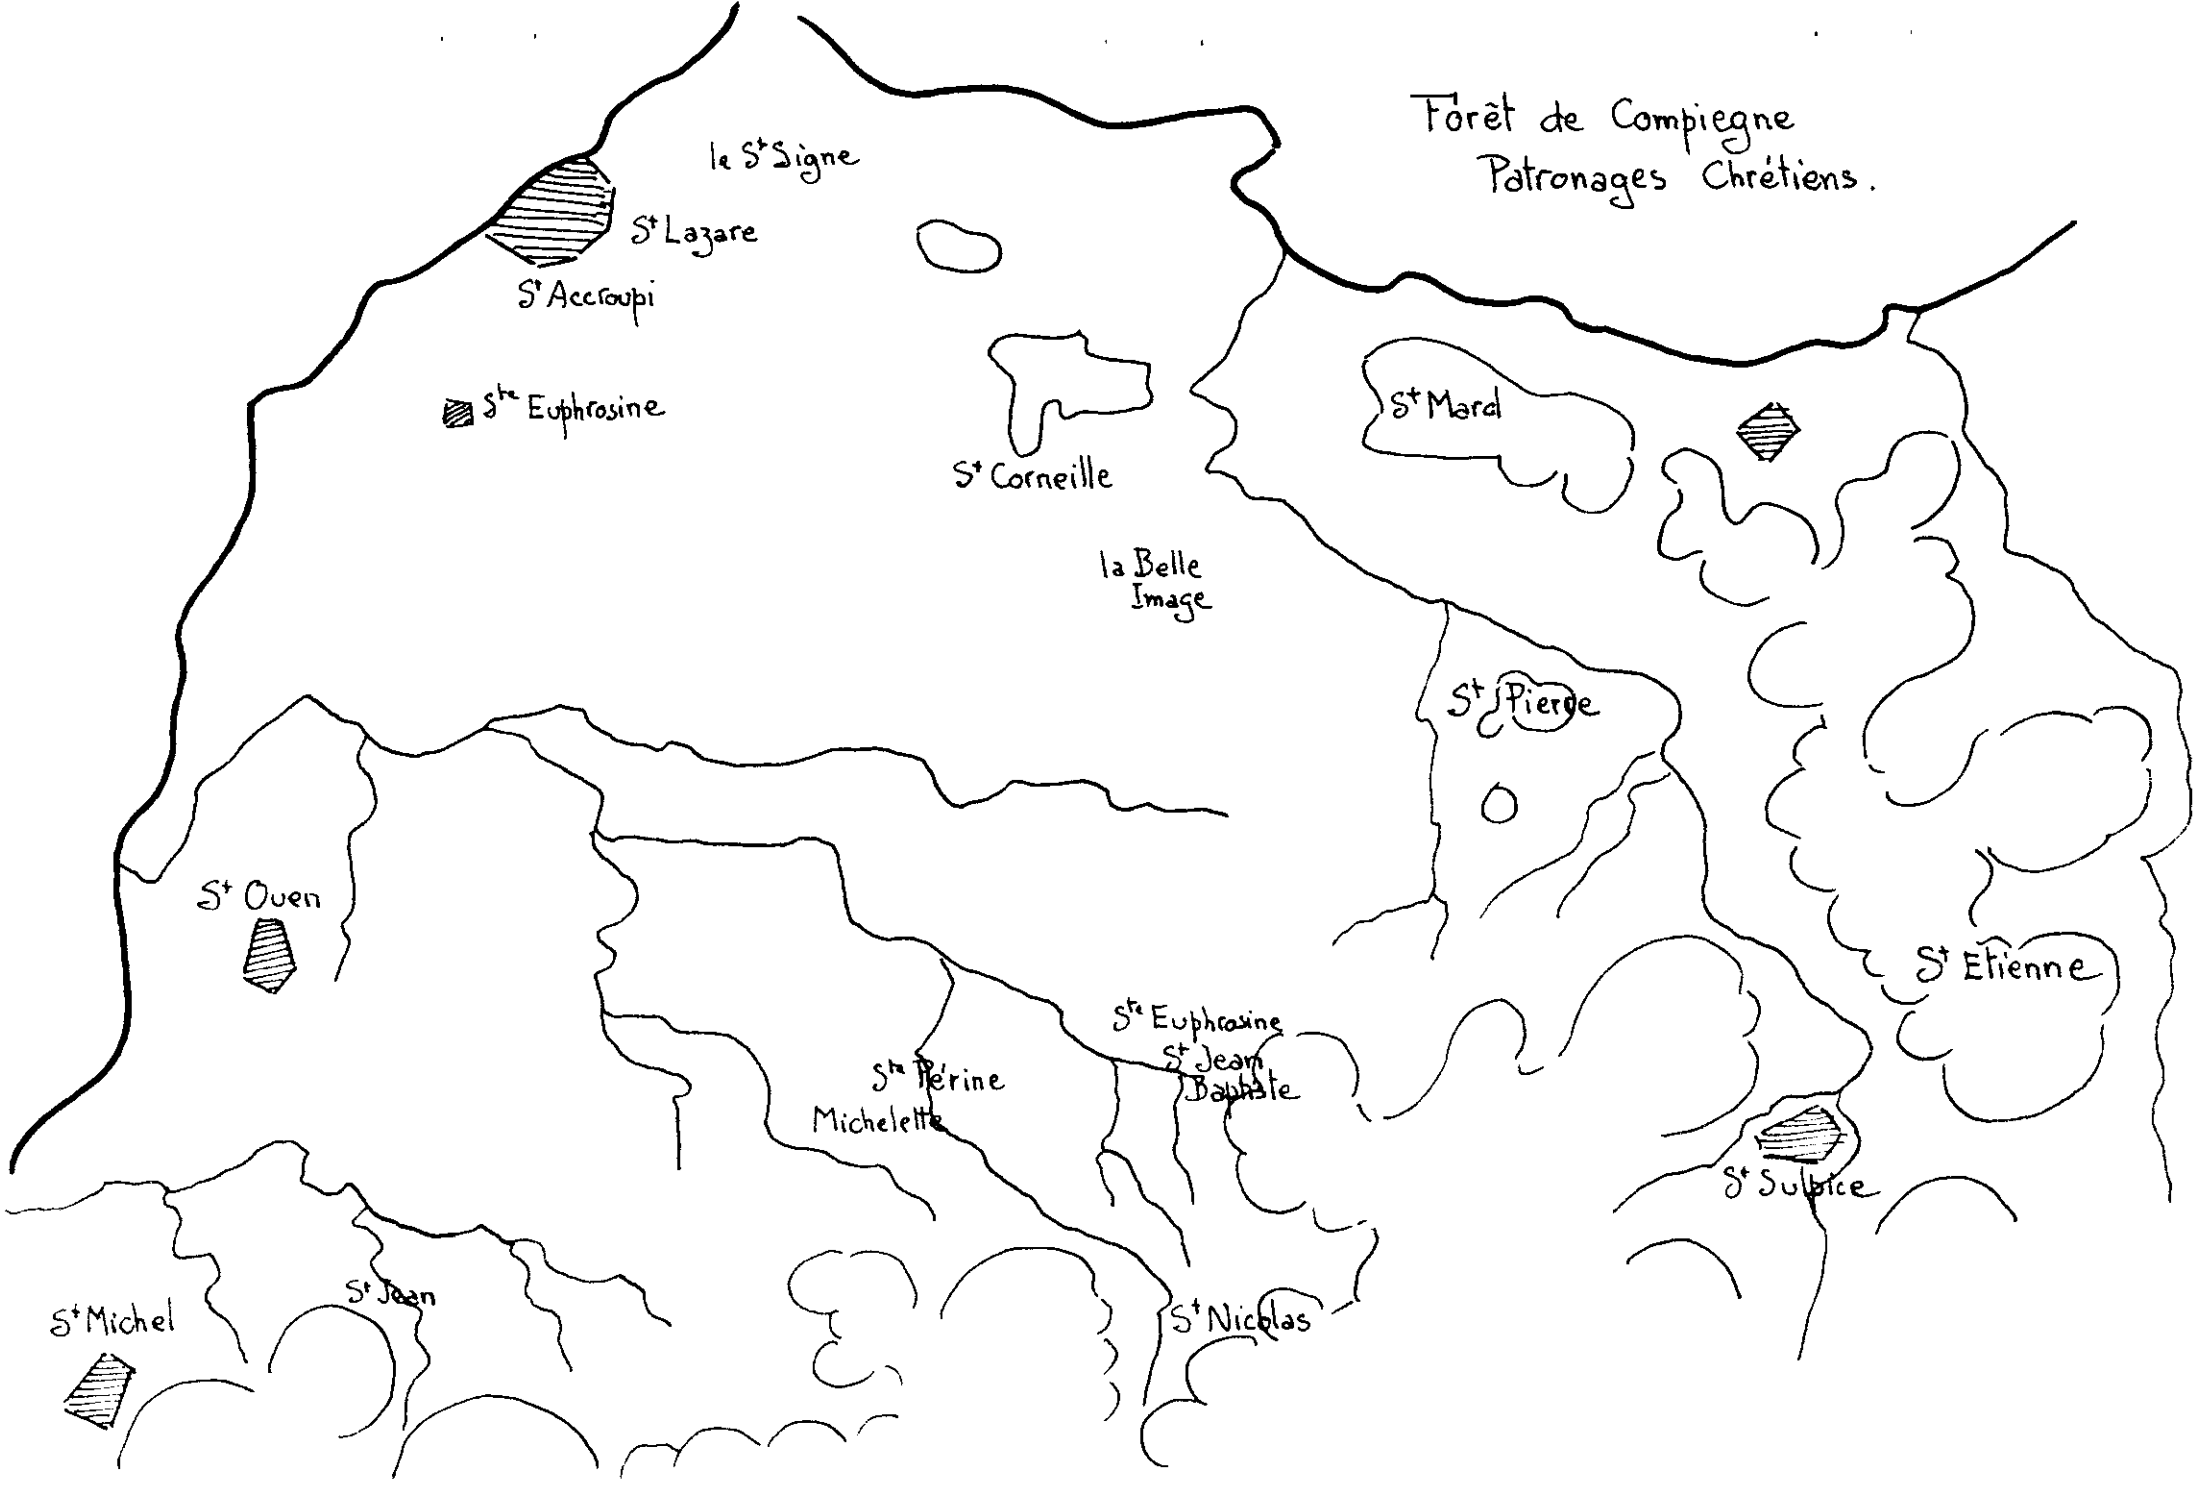 Forêt de Compiegne
Patronages Chrétiens.
le St Signe
St Lazare
St Accroupi
Ste Euphrosine
St Mard
St Corneille
la Belle
Image
St Pierre
St Ouen
St Etienne
Ste Euphrosine
St Jean
Baptiste
Ste Périne
Michelette
St Sulpice
St Jean
St Michel
St Nicolas